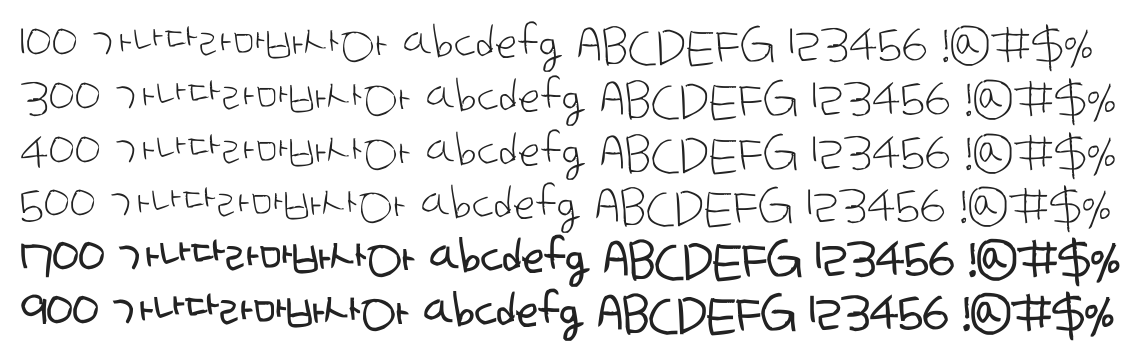 100 가나다라마바사아 abcdefg ABCDEFG 123456 !@#$%
300 가나다라마바사아 abcdefg ABCDEFG 123456 !@#$%
400 가나다라마바사아 abcdefg ABCDEFG 123456 !@#$%
500 가나다라마바사아 abcdefg ABCDEFG 123456 !@#$%
700 가나다라마바사아 abcdefg ABCDEFG 123456 !@#$%
900 가나다라마바사아 abcdefg ABCDEFG 123456 !@#$%